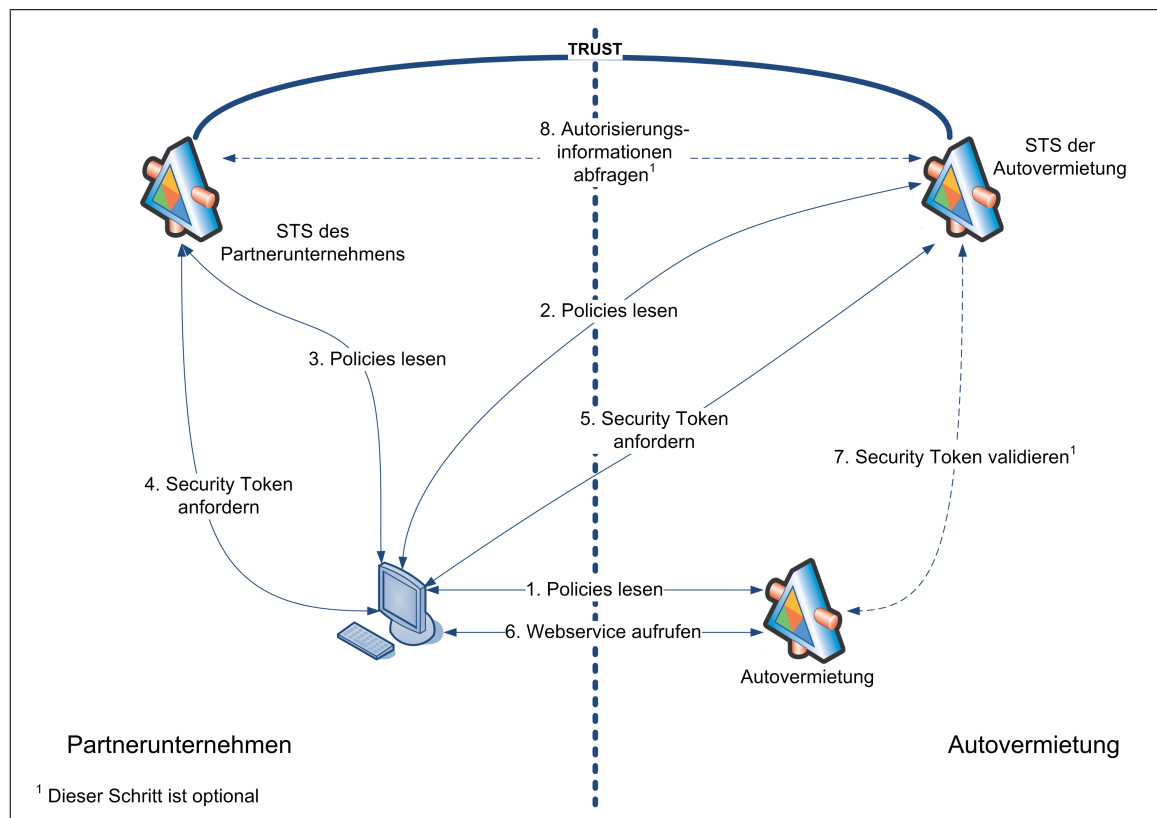 TRUST
8. Autorisierungs-
informationen
abfragen¹
STS der
Autovermietung
STS des
Partnerunternehmens
2. Policies lesen
3. Policies lesen
5. Security Token
anfordern
7. Security Token validieren¹
4. Security Token
anfordern
1. Policies lesen
6. Webservice aufrufen
Autovermietung
Partnerunternehmen
Autovermietung
¹ Dieser Schritt ist optional